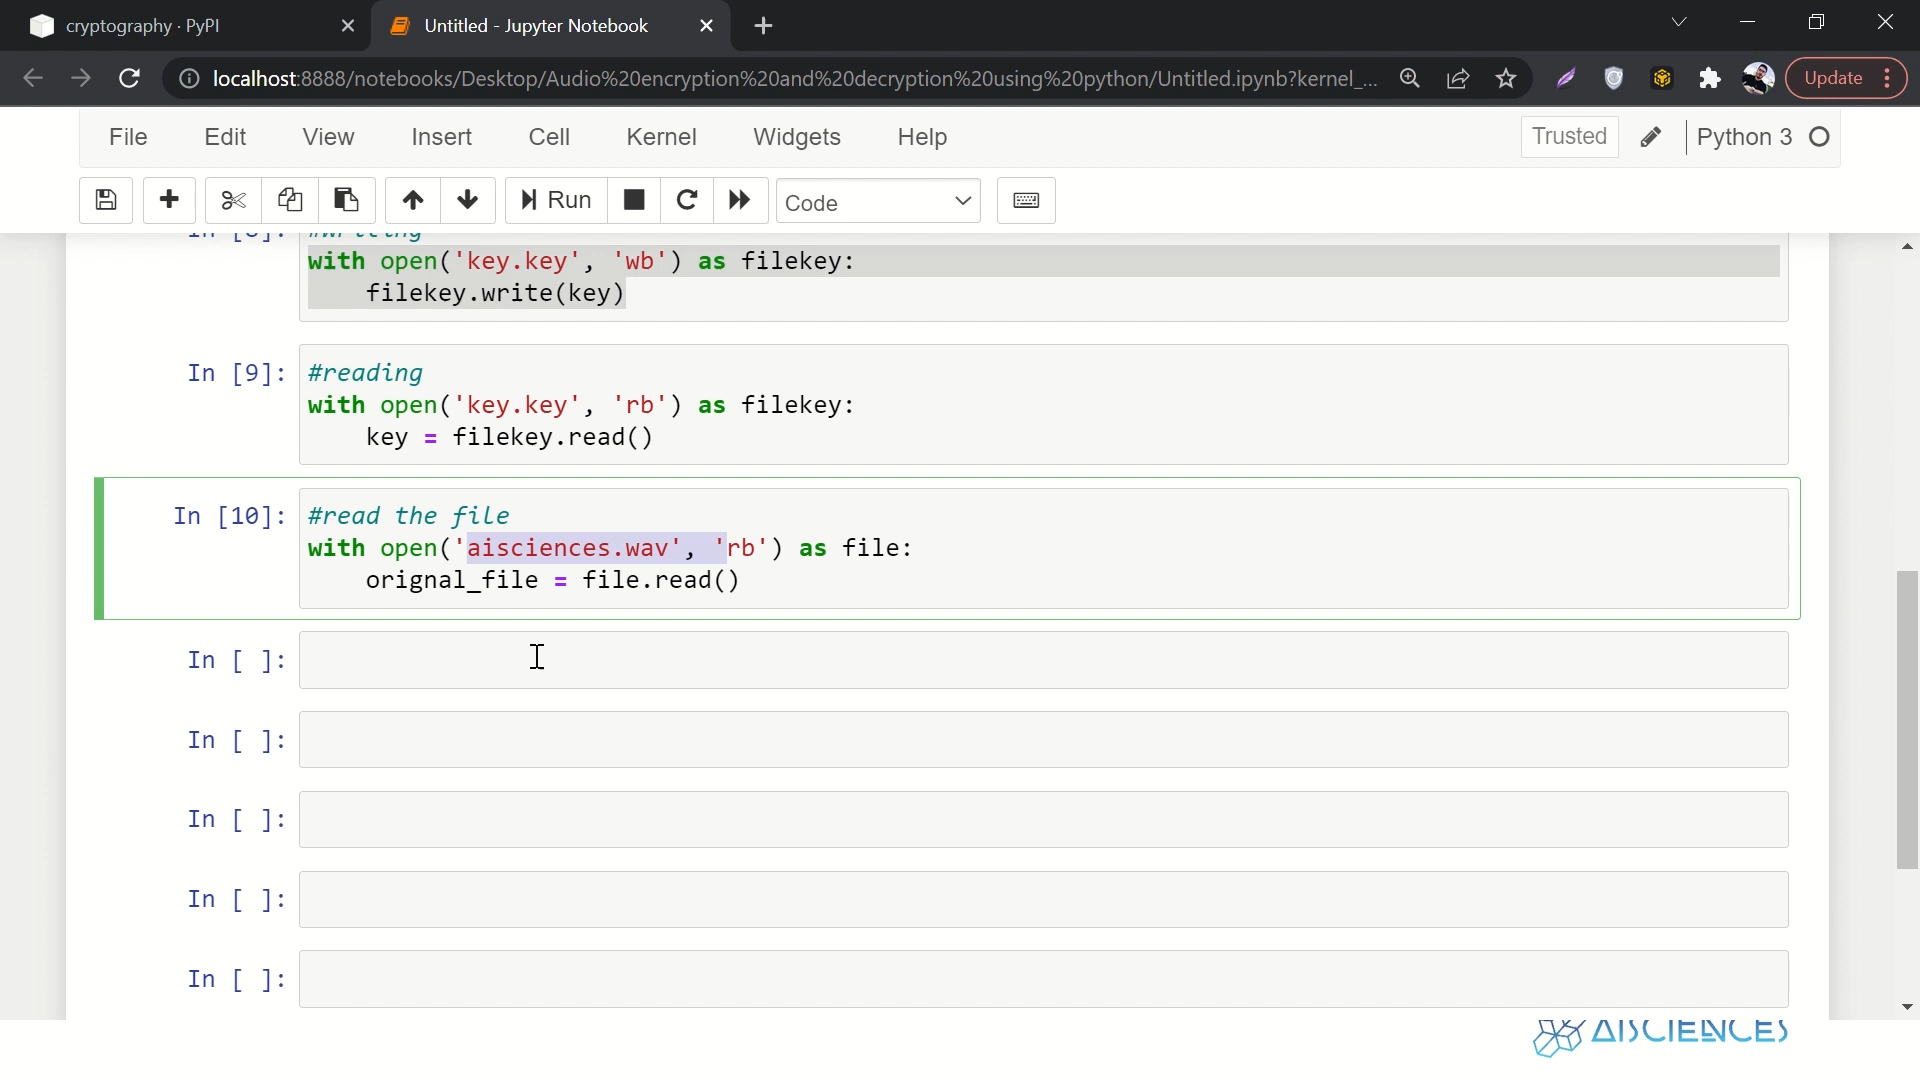 cryptography · PyPI
Untitled - Jupyter Notebook
localhost:8888/notebooks/Desktop/Audio%20encryption%20and%20decryption%20using%20python/Untitled.ipynb?kernel_...
Update
File Edit View Insert Cell Kernel Widgets Help
Trusted
Python 3
Run
Code
In [8]: #writing
with open('key.key', 'wb') as filekey:
filekey.write(key)
In [9]: #reading
with open('key.key', 'rb') as filekey:
key = filekey.read()
In [10]: #read the file
with open('aisciences.wav', 'rb') as file:
orignal_file = file.read()
In [ ]:
In [ ]:
In [ ]:
In [ ]:
In [ ]:
AISCIENCES